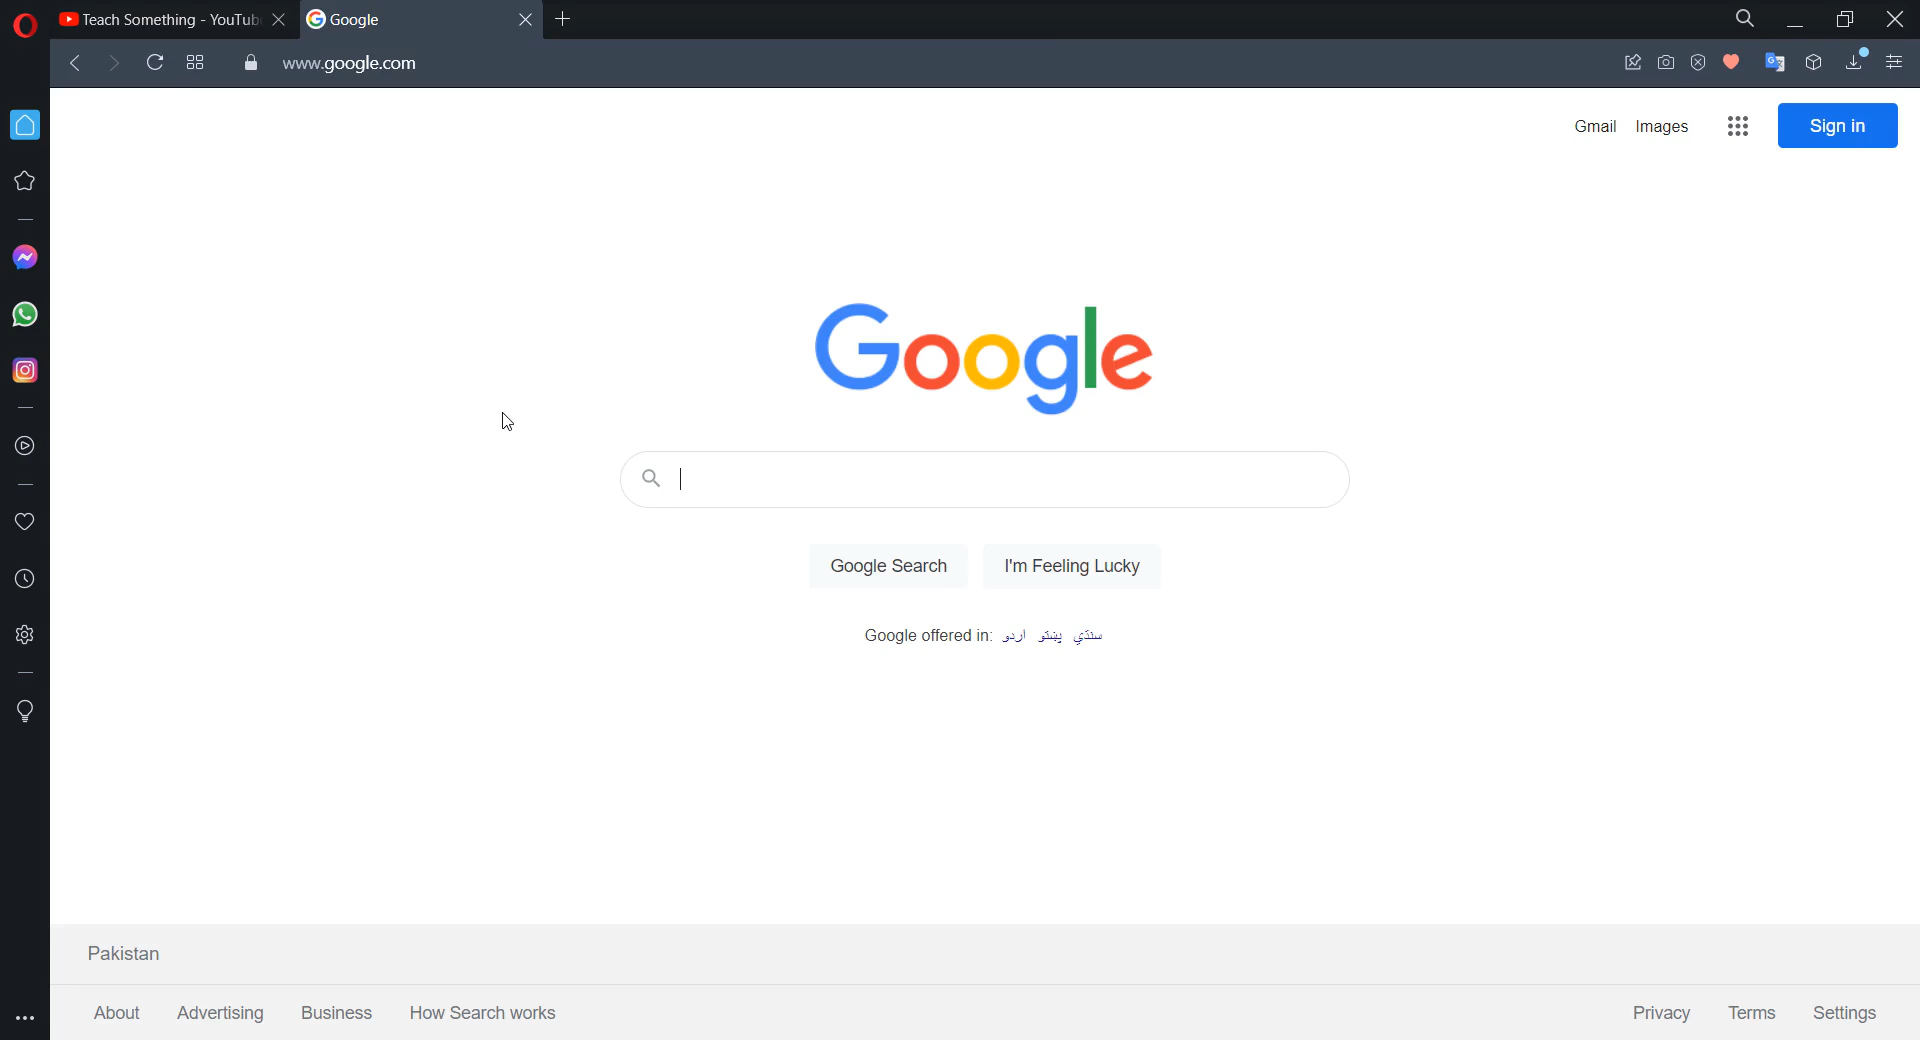 Teach Something - YouTub
Google
www.google.com
Gmail Images Sign in
Google
Google Search I'm Feeling Lucky
Google offered in: اردو پښتو سنڌي
Pakistan
About Advertising Business How Search works Privacy Terms Settings